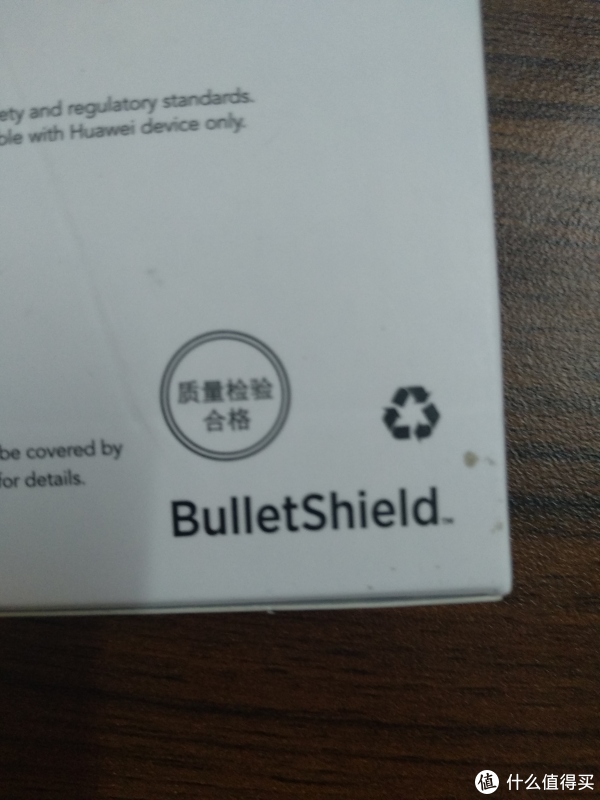 ety and regulatory standards.
ble with Huawei device only.
质量检验
合格
be covered by
for details.
BulletShield™
值 什么值得买